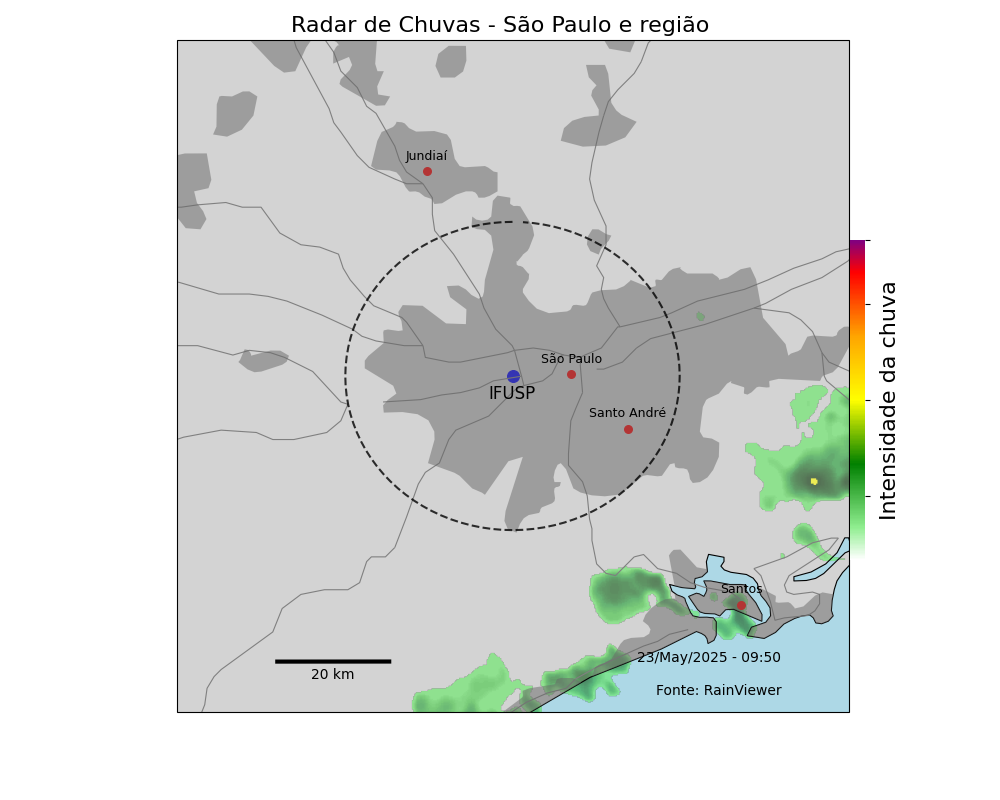 Radar de Chuvas - São Paulo e região
Jundiaí
São Paulo
IFUSP
Santo André
Intensidade da chuva
Santos
23/May/2025 - 09:50
20 km
Fonte: RainViewer